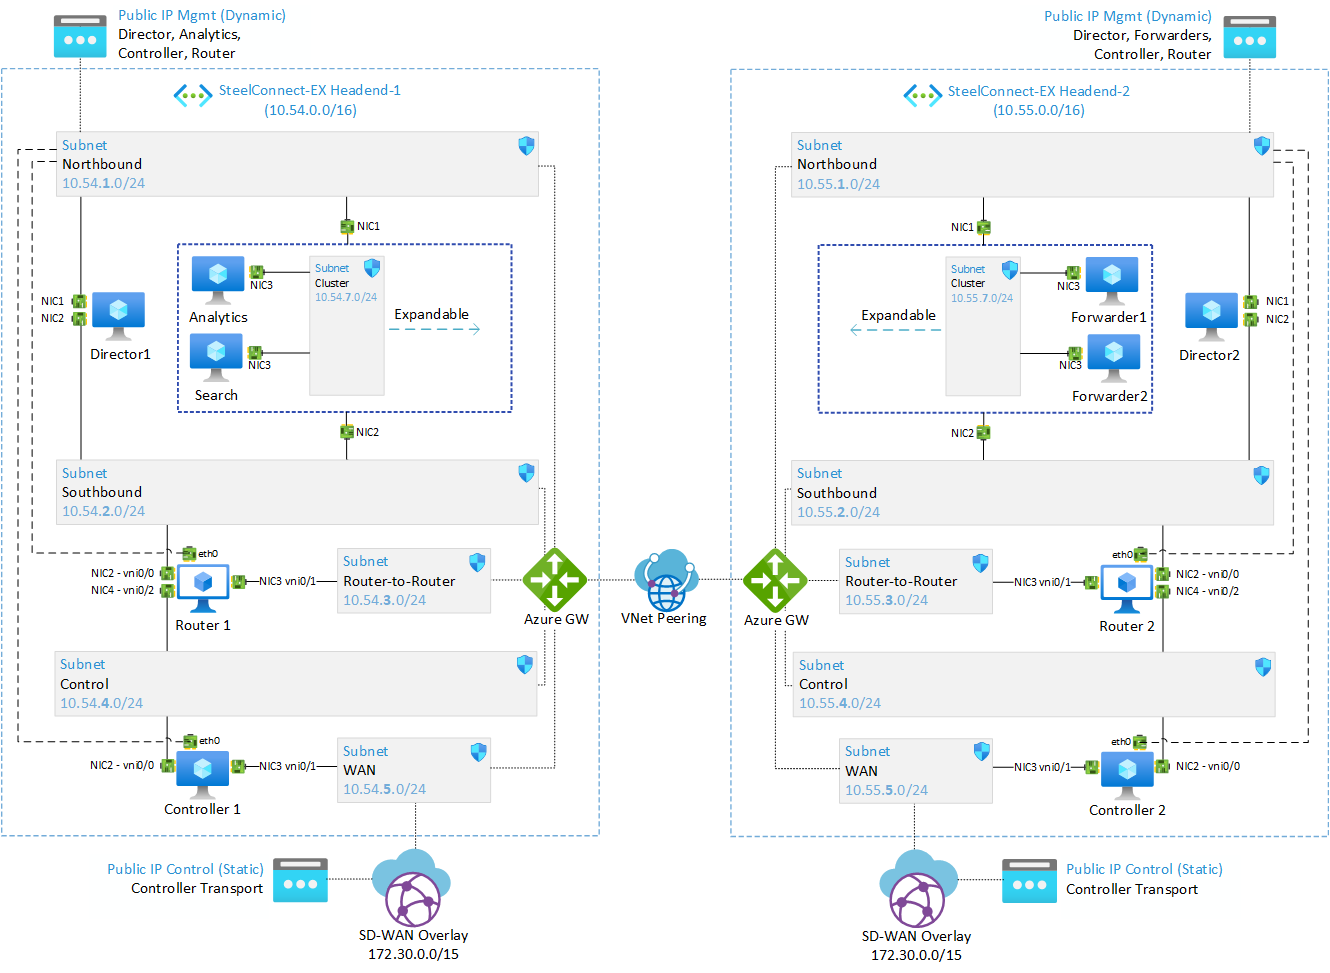 Public IP Mgmt (Dynamic)
Director, Analytics,
Controller, Router
SteelConnect-EX Headend-1
(10.54.0.0/16)
Subnet
Northbound
10.54.1.0/24
NIC1
Subnet
Cluster
10.54.7.0/24
NIC3
Analytics
Expandable
NIC3
Search
NIC1
NIC2
Director1
NIC2
Subnet
Southbound
10.54.2.0/24
eth0
NIC2 - vni0/0
NIC4 - vni0/2
NIC3 vni0/1
Router 1
Subnet
Router-to-Router
10.54.3.0/24
Azure GW
Subnet
Control
10.54.4.0/24
eth0
NIC2 - vni0/0
NIC3 vni0/1
Controller 1
Subnet
WAN
10.54.5.0/24
Public IP Control (Static)
Controller Transport
SD-WAN Overlay
172.30.0.0/15
VNet Peering
Public IP Mgmt (Dynamic)
Director, Forwarders,
Controller, Router
SteelConnect-EX Headend-2
(10.55.0.0/16)
Subnet
Northbound
10.55.1.0/24
NIC1
Subnet
Cluster
10.55.7.0/24
NIC3
Forwarder1
Expandable
NIC3
Forwarder2
NIC1
NIC2
Director2
NIC2
Subnet
Southbound
10.55.2.0/24
eth0
NIC2 - vni0/0
NIC4 - vni0/2
NIC3 vni0/1
Router 2
Subnet
Router-to-Router
10.55.3.0/24
Azure GW
Subnet
Control
10.55.4.0/24
eth0
NIC2 - vni0/0
NIC3 vni0/1
Controller 2
Subnet
WAN
10.55.5.0/24
Public IP Control (Static)
Controller Transport
SD-WAN Overlay
172.30.0.0/15